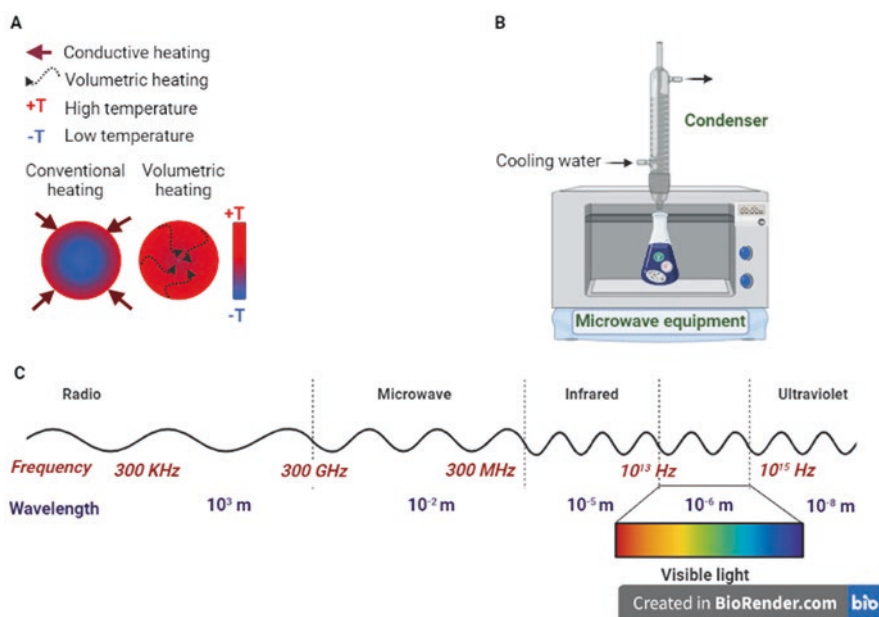 A
Conductive heating
Volumetric heating
+T High temperature
-T Low temperature
Conventional heating
Volumetric heating
+T
-T
B
Condenser
Cooling water
Microwave equipment
C
Radio Microwave Infrared Ultraviolet
Frequency 300 KHz 300 GHz 300 MHz 10¹³ Hz 10¹⁵ Hz
Wavelength 10³ m 10⁻² m 10⁻⁵ m 10⁻⁶ m 10⁻⁸ m
Visible light
Created in BioRender.com bio